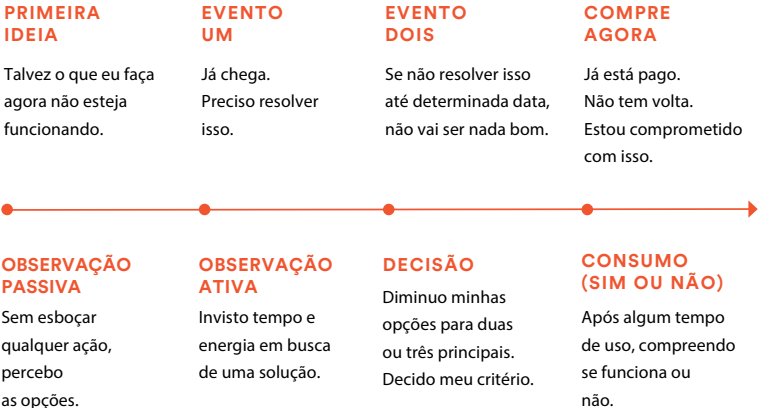 PRIMEIRA
IDEIA
Talvez o que eu faça
agora não esteja
funcionando.
EVENTO
UM
Já chega.
Preciso resolver
isso.
EVENTO
DOIS
Se não resolver isso
até determinada data,
não vai ser nada bom.
COMPRE
AGORA
Já está pago.
Não tem volta.
Estou comprometido
com isso.
OBSERVAÇÃO
PASSIVA
Sem esboçar
qualquer ação,
percebo
as opções.
OBSERVAÇÃO
ATIVA
Invisto tempo e
energia em busca
de uma solução.
DECISÃO
Diminuo minhas
opções para duas
ou três principais.
Decido meu critério.
CONSUMO
(SIM OU NÃO)
Após algum tempo
de uso, compreendo
se funciona ou
não.